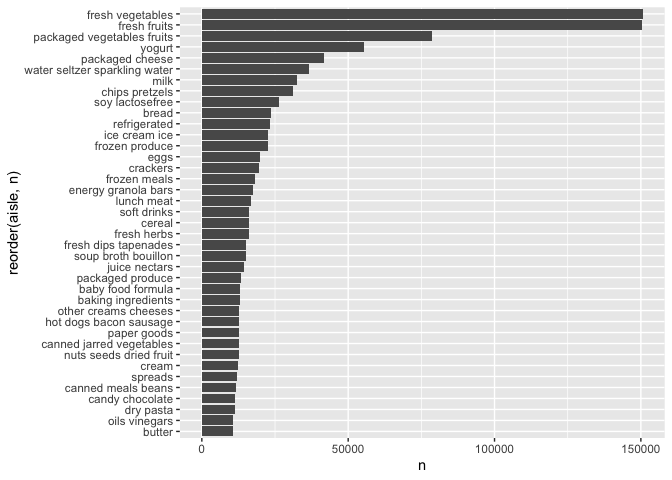 fresh vegetables
fresh fruits
packaged vegetables fruits
yogurt
packaged cheese
water seltzer sparkling water
milk
chips pretzels
soy lactosefree
bread
refrigerated
ice cream ice
frozen produce
eggs
crackers
frozen meals
energy granola bars
lunch meat
soft drinks
cereal
fresh herbs
fresh dips tapenades
soup broth bouillon
juice nectars
packaged produce
baby food formula
baking ingredients
other creams cheeses
hot dogs bacon sausage
paper goods
canned jarred vegetables
nuts seeds dried fruit
cream
spreads
canned meals beans
candy chocolate
dry pasta
oils vinegars
butter
reorder(aisle, n)
0 50000 100000 150000
n